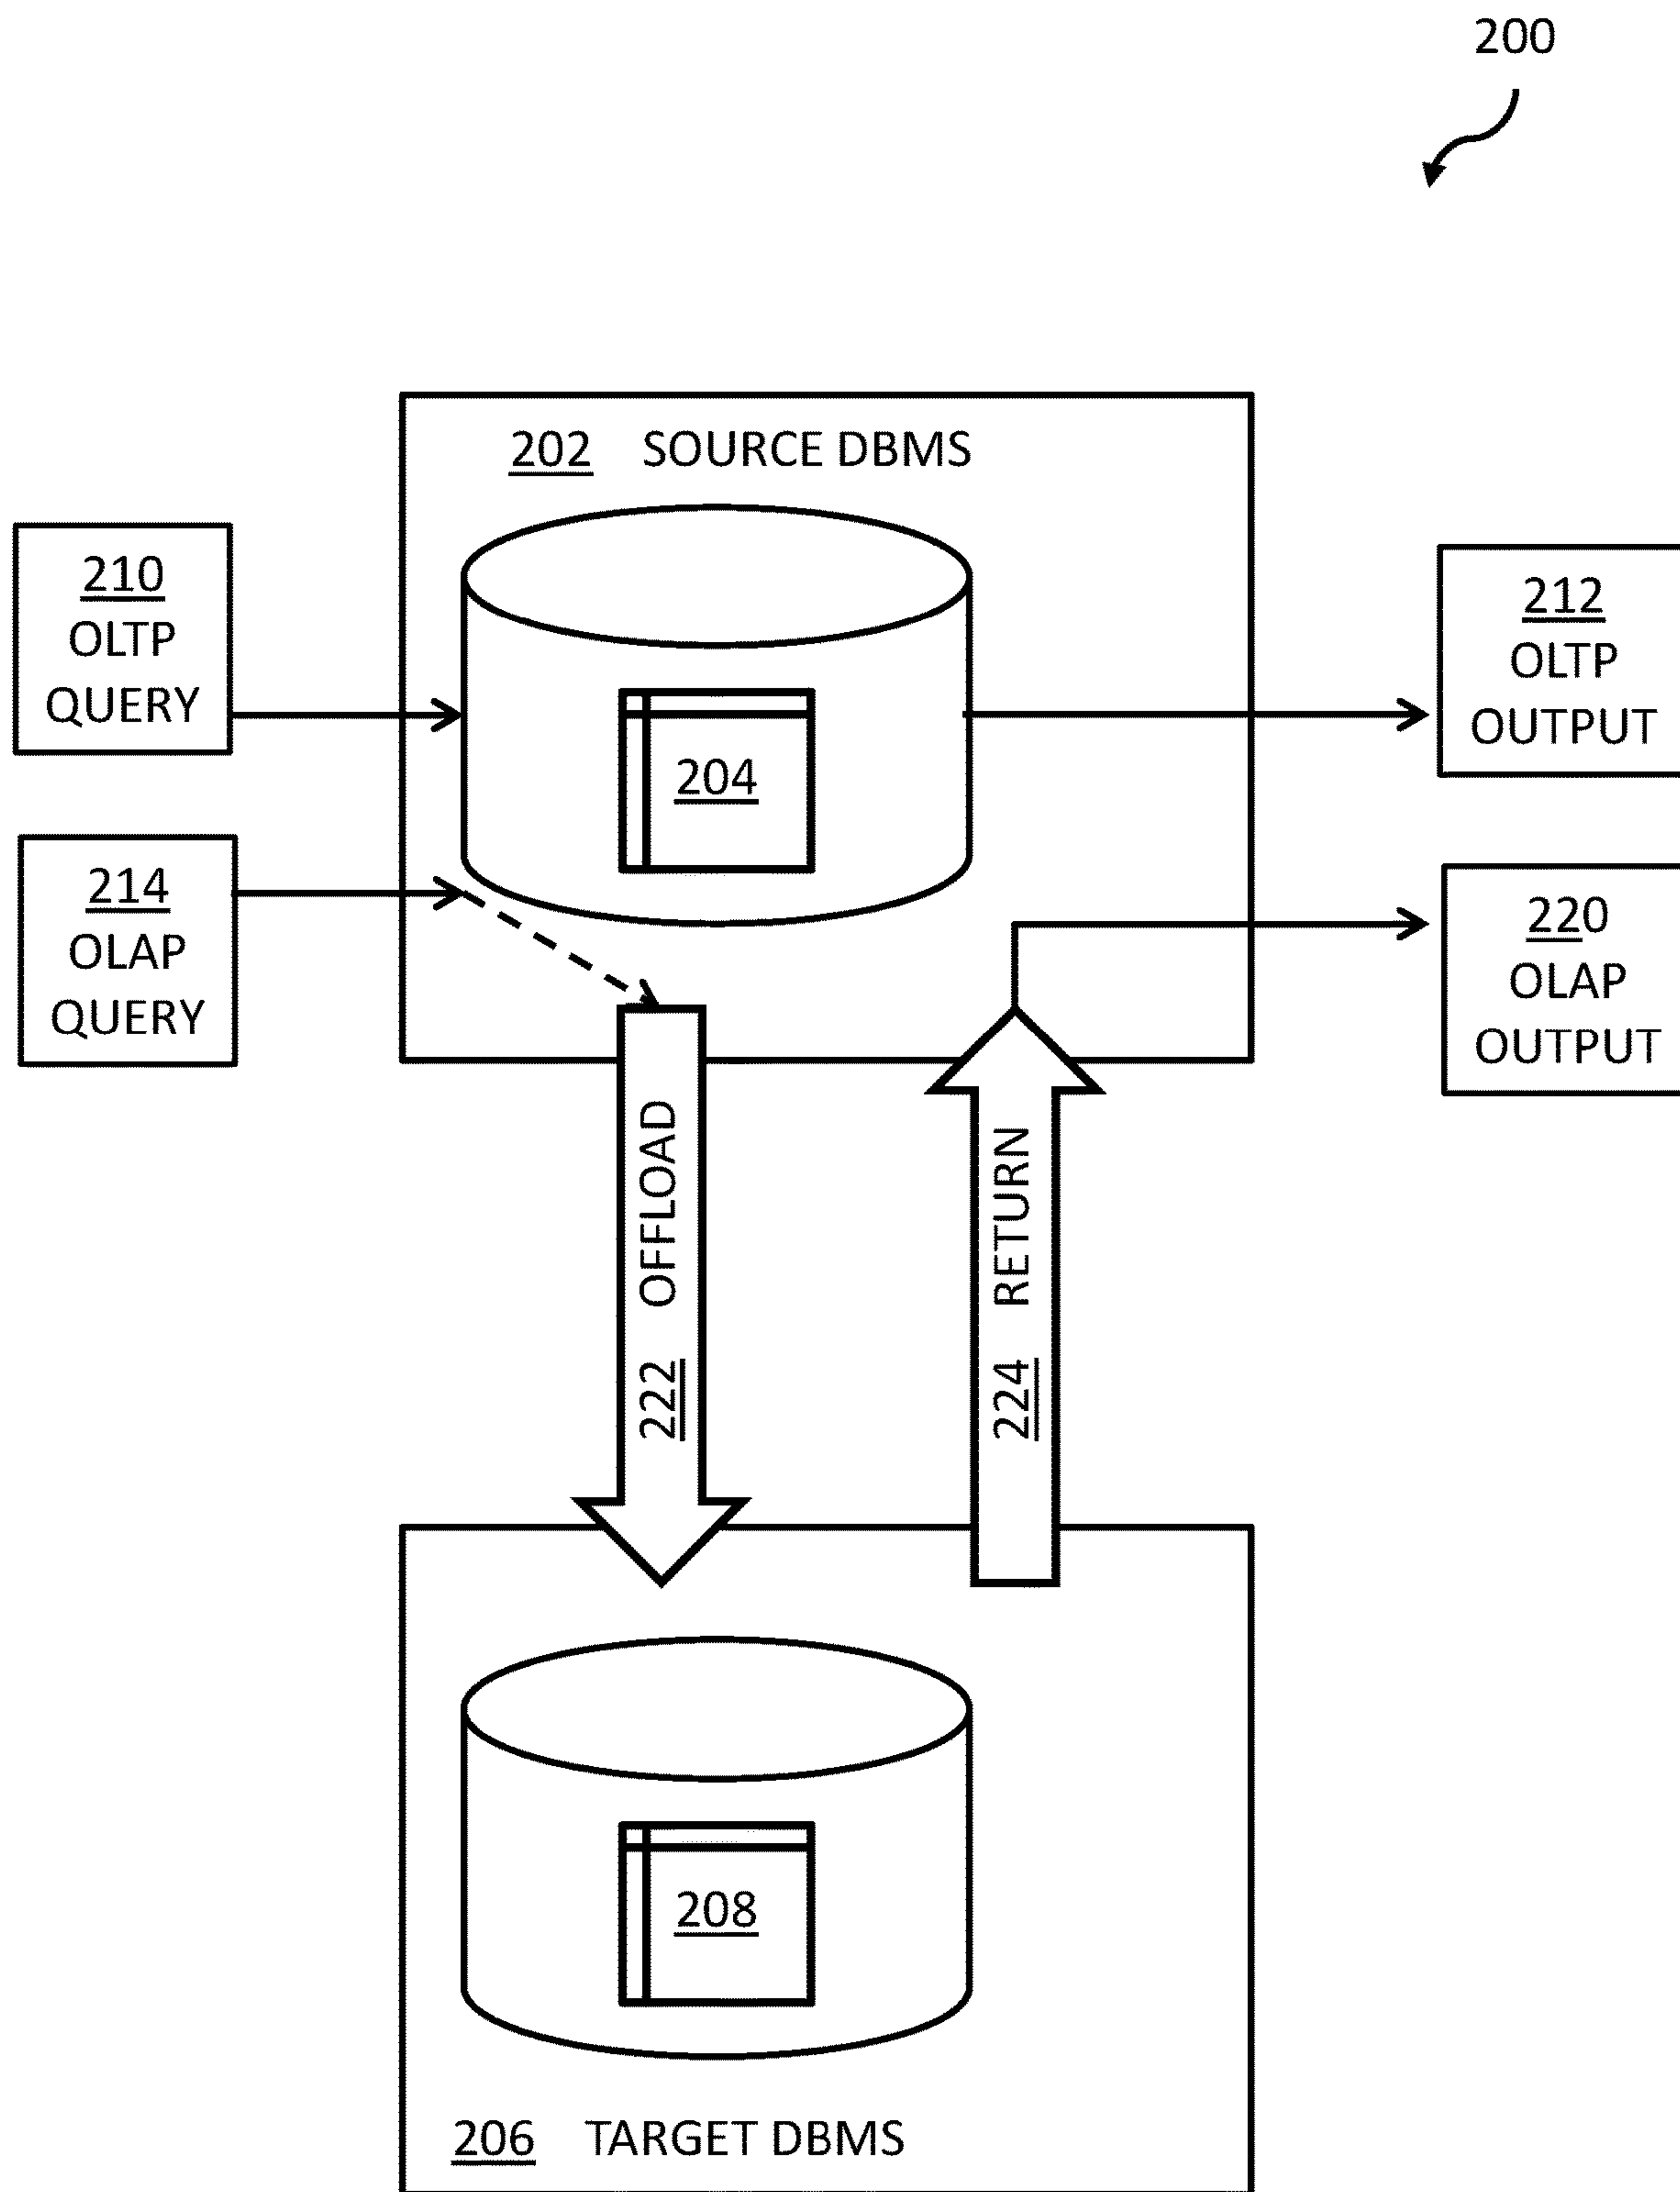 200
202 SOURCE DBMS
210
OLTP
QUERY
212
OLTP
OUTPUT
204
214
OLAP
QUERY
220
OLAP
OUTPUT
222 OFFLOAD
224 RETURN
208
206 TARGET DBMS